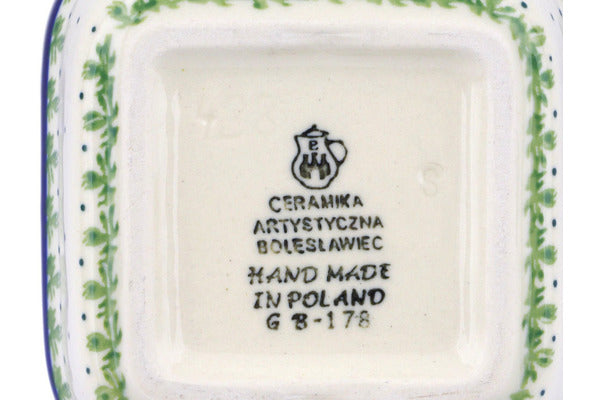 CERAMIKA
ARTYSTYCZNA
BOLESŁAWIEC
HAND MADE
IN POLAND
G B-178
S